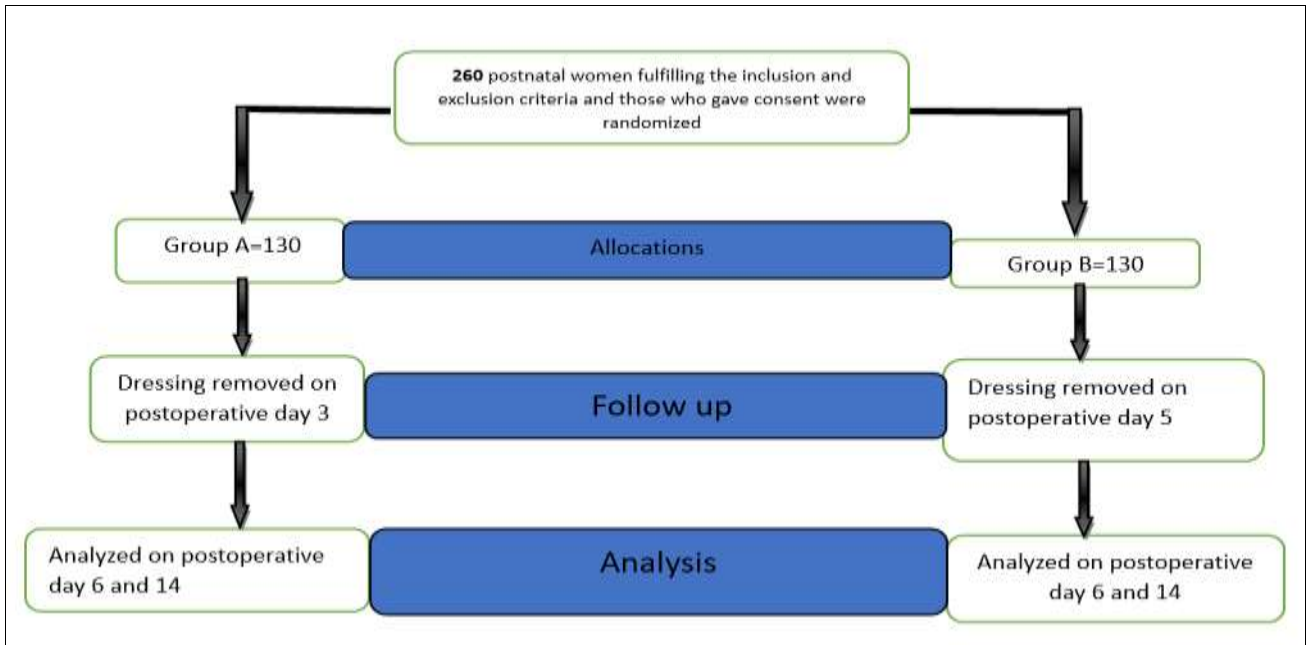 260 postnatal women fulfilling the inclusion and
exclusion criteria and those who gave consent were
randomized
Group A=130
Allocations
Group B=130
Dressing removed on
postoperative day 3
Follow up
Dressing removed on
postoperative day 5
Analyzed on postoperative
day 6 and 14
Analysis
Analyzed on postoperative
day 6 and 14